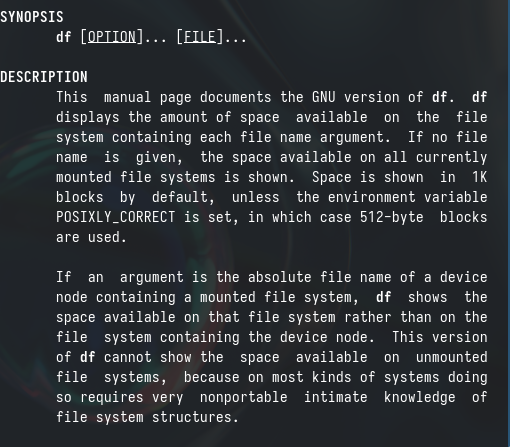 SYNOPSIS
df [OPTION]... [FILE]...
DESCRIPTION
This  manual page documents the GNU version of df.  df
displays the amount of space  available  on  the  file
system containing each file name argument.  If no file
name  is  given,  the space available on all currently
mounted file systems is shown.  Space is shown  in  1K
blocks  by  default,  unless  the environment variable
POSIXLY_CORRECT is set, in which case 512-byte  blocks
are used.
If  an  argument is the absolute file name of a device
node containing a mounted file system,  df  shows  the
space available on that file system rather than on the
file  system containing the device node.  This version
of df cannot show the  space  available  on  unmounted
file  systems,  because on most kinds of systems doing
so requires very  nonportable  intimate  knowledge  of
file system structures.